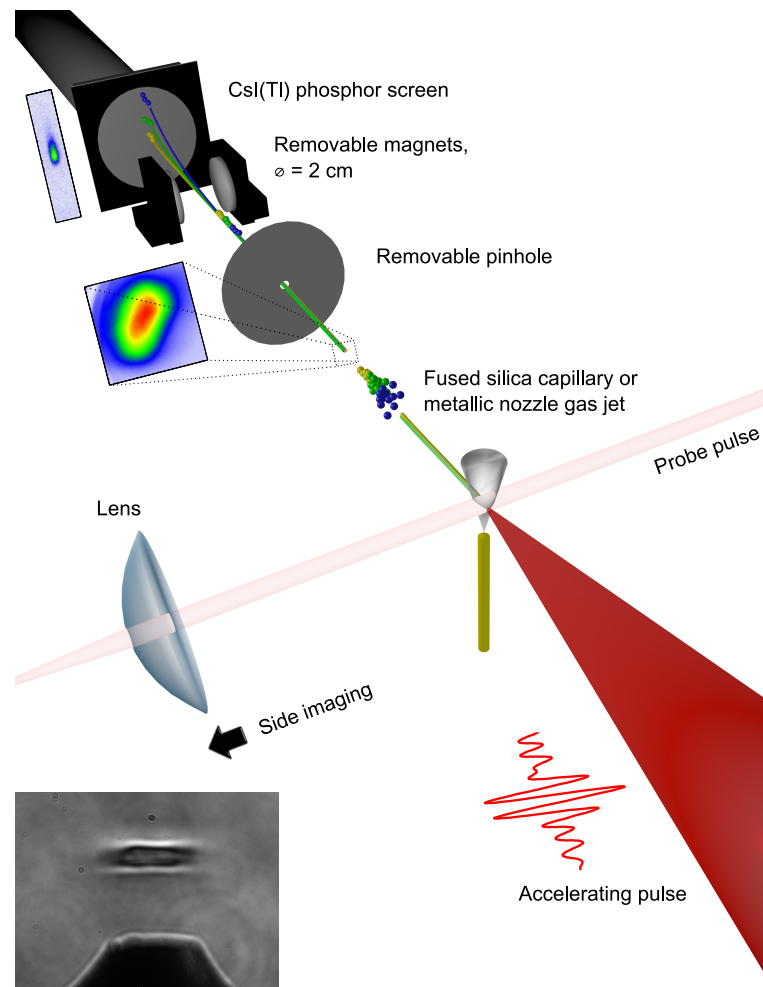 CsI(Tl) phosphor screen
Removable magnets,
⌀ = 2 cm
Removable pinhole
Fused silica capillary or
metallic nozzle gas jet
Probe pulse
Lens
Side imaging
Accelerating pulse